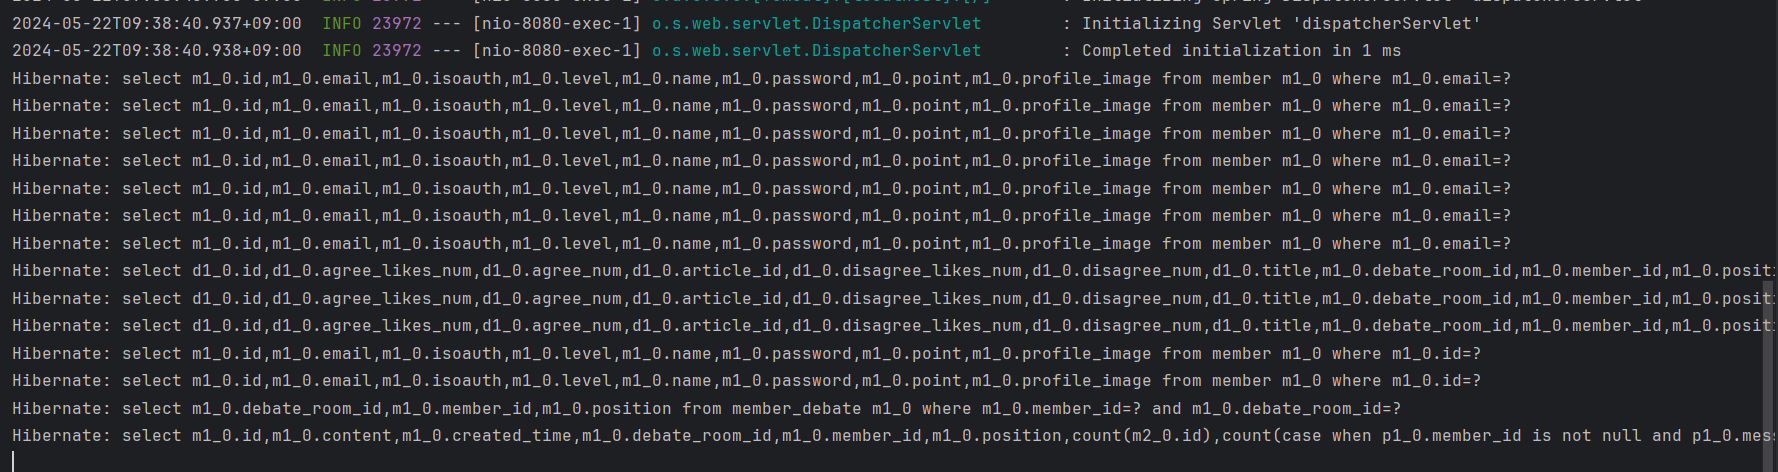 2024-05-22T09:38:40.937+09:00  INFO 23972 --- [nio-8080-exec-1] o.s.web.servlet.DispatcherServlet        : Initializing Servlet 'dispatcherServlet'
2024-05-22T09:38:40.938+09:00  INFO 23972 --- [nio-8080-exec-1] o.s.web.servlet.DispatcherServlet        : Completed initialization in 1 ms
Hibernate: select m1_0.id,m1_0.email,m1_0.isoauth,m1_0.level,m1_0.name,m1_0.password,m1_0.point,m1_0.profile_image from member m1_0 where m1_0.email=?
Hibernate: select m1_0.id,m1_0.email,m1_0.isoauth,m1_0.level,m1_0.name,m1_0.password,m1_0.point,m1_0.profile_image from member m1_0 where m1_0.email=?
Hibernate: select m1_0.id,m1_0.email,m1_0.isoauth,m1_0.level,m1_0.name,m1_0.password,m1_0.point,m1_0.profile_image from member m1_0 where m1_0.email=?
Hibernate: select m1_0.id,m1_0.email,m1_0.isoauth,m1_0.level,m1_0.name,m1_0.password,m1_0.point,m1_0.profile_image from member m1_0 where m1_0.email=?
Hibernate: select m1_0.id,m1_0.email,m1_0.isoauth,m1_0.level,m1_0.name,m1_0.password,m1_0.point,m1_0.profile_image from member m1_0 where m1_0.email=?
Hibernate: select m1_0.id,m1_0.email,m1_0.isoauth,m1_0.level,m1_0.name,m1_0.password,m1_0.point,m1_0.profile_image from member m1_0 where m1_0.email=?
Hibernate: select m1_0.id,m1_0.email,m1_0.isoauth,m1_0.level,m1_0.name,m1_0.password,m1_0.point,m1_0.profile_image from member m1_0 where m1_0.email=?
Hibernate: select d1_0.id,d1_0.agree_likes_num,d1_0.agree_num,d1_0.article_id,d1_0.disagree_likes_num,d1_0.disagree_num,d1_0.title,m1_0.debate_room_id,m1_0.member_id,m1_0.positi
Hibernate: select d1_0.id,d1_0.agree_likes_num,d1_0.agree_num,d1_0.article_id,d1_0.disagree_likes_num,d1_0.disagree_num,d1_0.title,m1_0.debate_room_id,m1_0.member_id,m1_0.positi
Hibernate: select d1_0.id,d1_0.agree_likes_num,d1_0.agree_num,d1_0.article_id,d1_0.disagree_likes_num,d1_0.disagree_num,d1_0.title,m1_0.debate_room_id,m1_0.member_id,m1_0.positi
Hibernate: select m1_0.id,m1_0.email,m1_0.isoauth,m1_0.level,m1_0.name,m1_0.password,m1_0.point,m1_0.profile_image from member m1_0 where m1_0.id=?
Hibernate: select m1_0.id,m1_0.email,m1_0.isoauth,m1_0.level,m1_0.name,m1_0.password,m1_0.point,m1_0.profile_image from member m1_0 where m1_0.id=?
Hibernate: select m1_0.debate_room_id,m1_0.member_id,m1_0.position from member_debate m1_0 where m1_0.member_id=? and m1_0.debate_room_id=?
Hibernate: select m1_0.id,m1_0.content,m1_0.created_time,m1_0.debate_room_id,m1_0.member_id,m1_0.position,count(m2_0.id),count(case when p1_0.member_id is not null and p1_0.mess